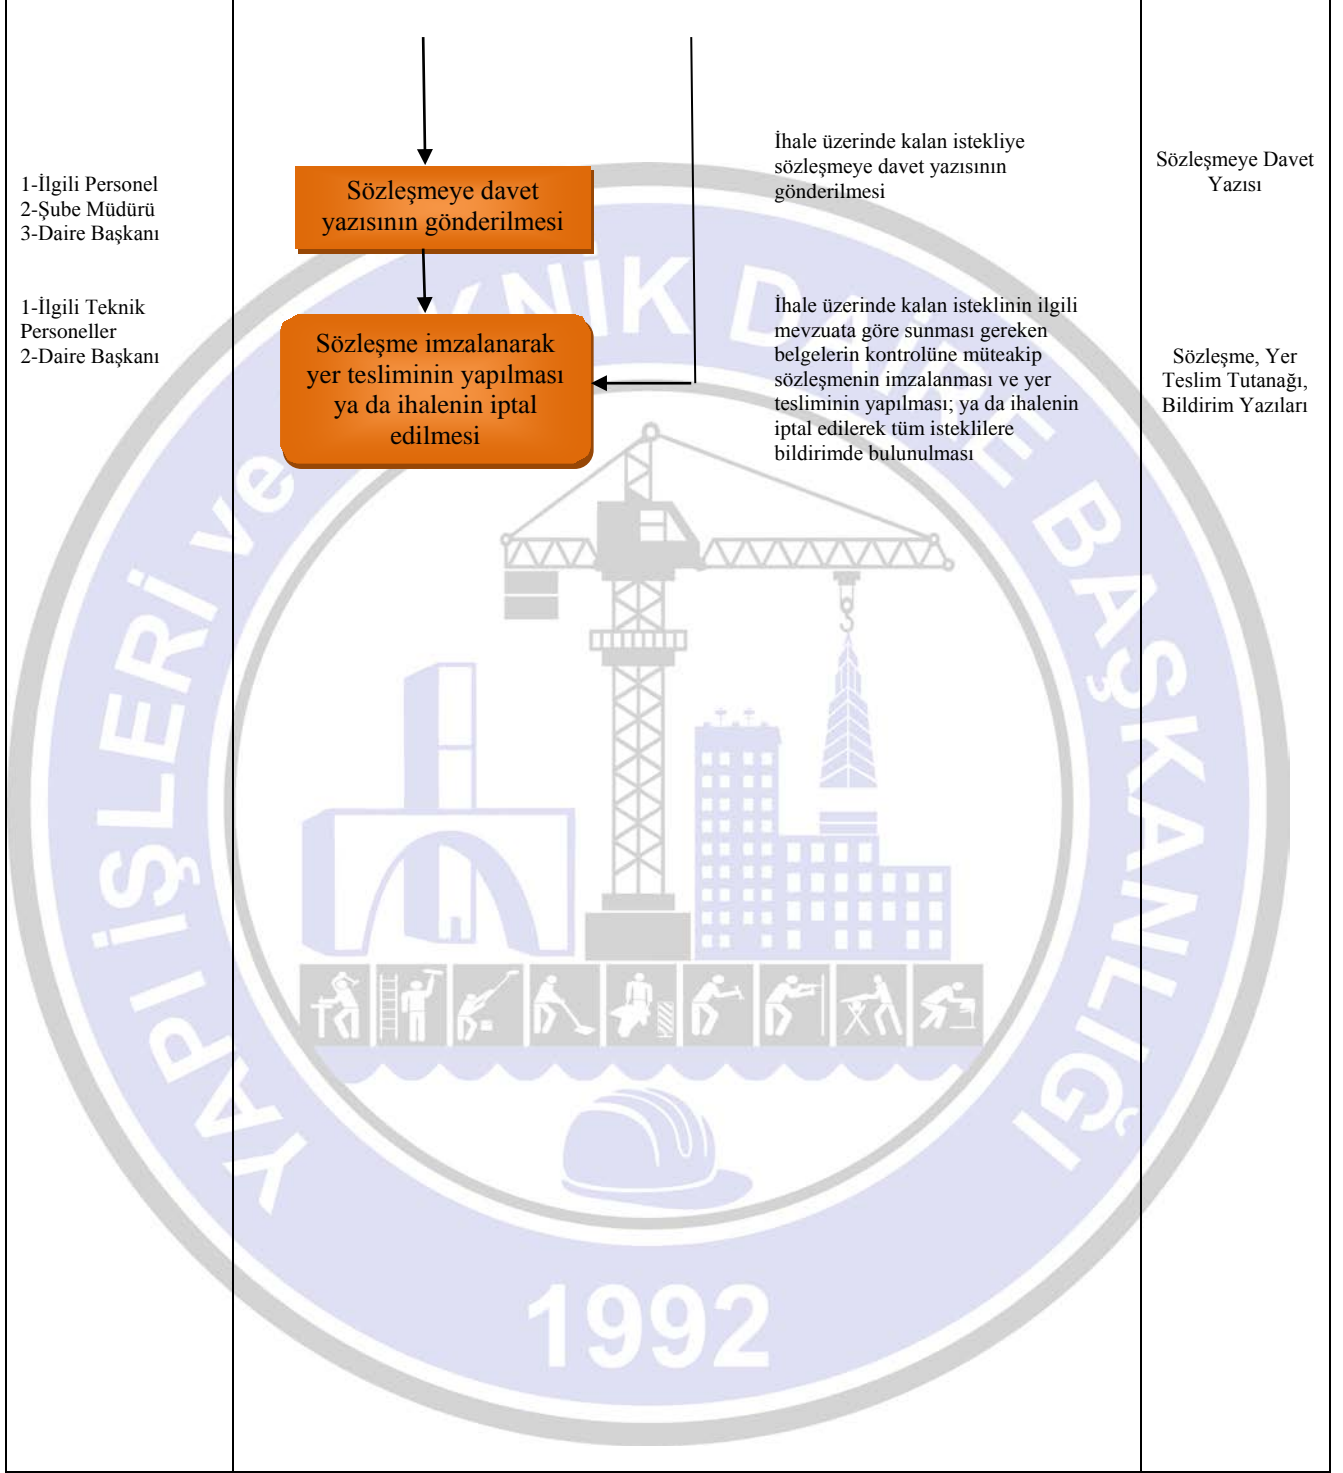 1-İlgili Personel
2-Şube Müdürü
3-Daire Başkanı
Sözleşmeye davet
yazısının gönderilmesi
İhale üzerinde kalan istekliye
sözleşmeye davet yazısının
gönderilmesi
Sözleşmeye Davet
Yazısı
1-İlgili Teknik
Personeller
2-Daire Başkanı
Sözleşme imzalanarak
yer tesliminin yapılması
ya da ihalenin iptal
edilmesi
İhale üzerinde kalan isteklinin ilgili
mevzuata göre sunması gereken
belgelerin kontrolüne müteakip
sözleşmenin imzalanması ve yer
tesliminin yapılması; ya da ihalenin
iptal edilerek tüm isteklilere
bildirimde bulunulması
Sözleşme, Yer
Teslim Tutanağı,
Bildirim Yazıları
YAPI İŞLERİ ve KNİK DAİRE BAŞKANLIĞI
1992